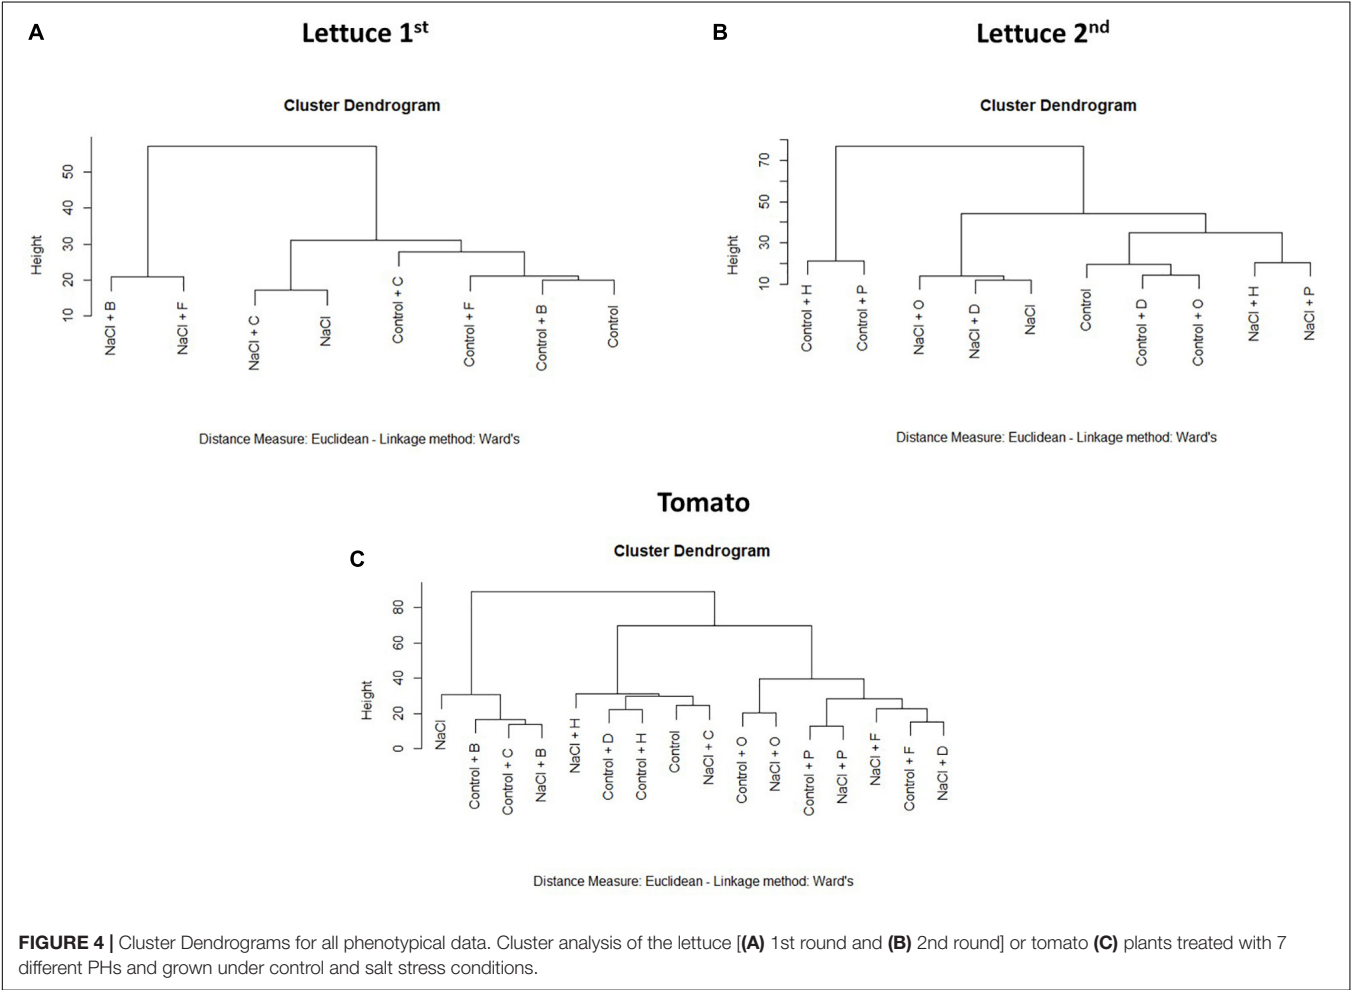 A
Lettuce 1st
Cluster Dendrogram
Height
50
40
30
20
10
NaCl + B
NaCl + F
NaCl + C
NaCl
Control + C
Control + F
Control + B
Control
Distance Measure: Euclidean - Linkage method: Ward's
B
Lettuce 2nd
Cluster Dendrogram
Height
70
50
30
10
Control + H
Control + P
NaCl + O
NaCl + D
NaCl
Control
Control + D
Control + O
NaCl + H
NaCl + P
Distance Measure: Euclidean - Linkage method: Ward's
Tomato
C
Cluster Dendrogram
Height
80
60
40
20
0
NaCl
Control + B
Control + C
NaCl + B
NaCl + H
Control + D
Control + H
Control
NaCl + C
Control + O
NaCl + O
Control + P
NaCl + P
NaCl + F
Control + F
NaCl + D
Distance Measure: Euclidean - Linkage method: Ward's
FIGURE 4 | Cluster Dendrograms for all phenotypical data. Cluster analysis of the lettuce [(A) 1st round and (B) 2nd round] or tomato (C) plants treated with 7
different PHs and grown under control and salt stress conditions.